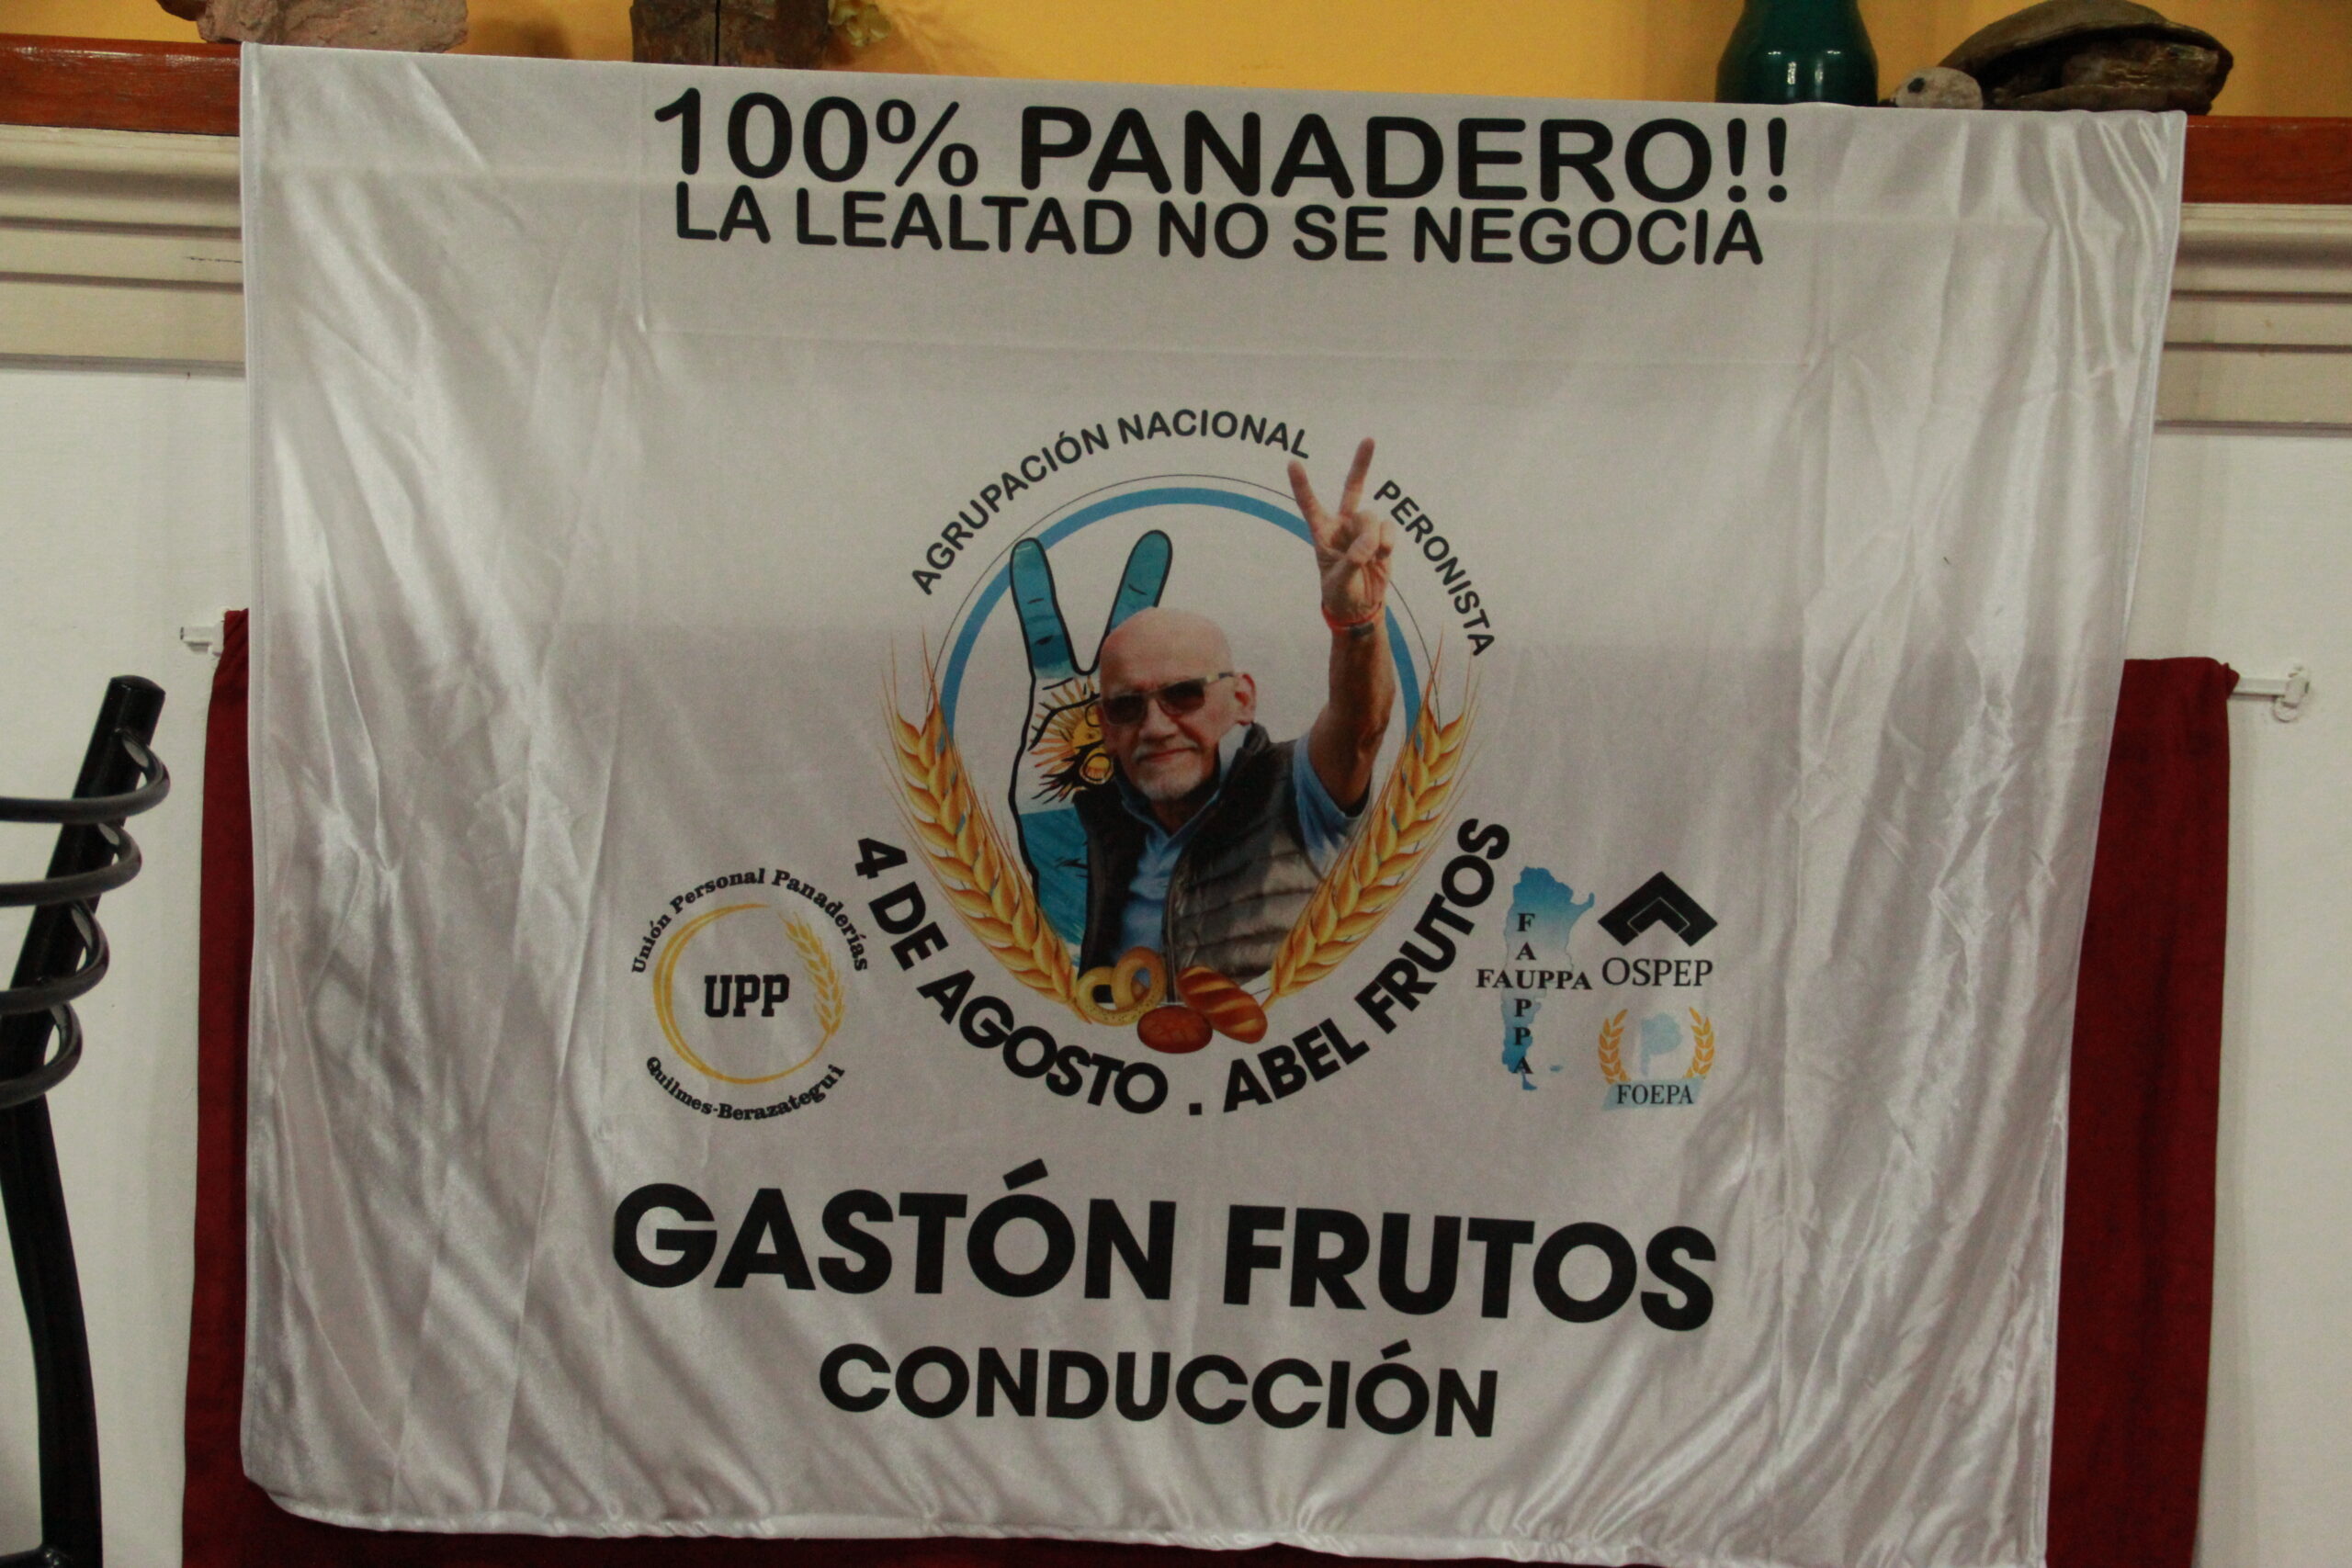 100% PANADERO!!
LA LEALTAD NO SE NEGOCIA
AGRUPACIÓN NACIONAL PERONISTA
4 DE AGOSTO . ABEL FRUTOS
Unión Personal Panaderías
UPP
Quilmes-Berazategui
FAUPPA
FAUPPA
OSPEP
FOEPA
GASTÓN FRUTOS
CONDUCCIÓN